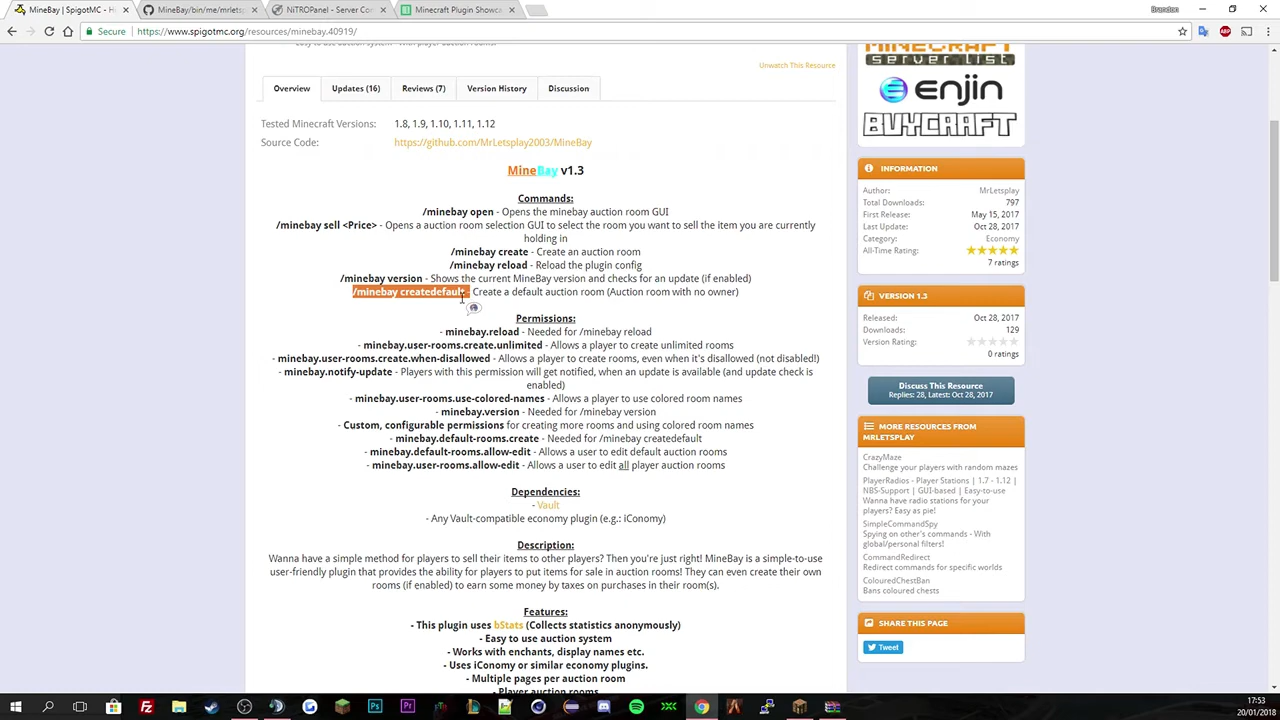 MineBay | SpigotMC - H
MineBay/bin/me/mrlets
NiTROPanel - Server Con
Minecraft Plugin Showca
Brandon
Secure
https://www.spigotmc.org/resources/minebay.40919/
Easy to use auction system - With player auction rooms!
Unwatch This Resource
Overview
Updates (16)
Reviews (7)
Version History
Discussion
Tested Minecraft Versions: 1.8, 1.9, 1.10, 1.11, 1.12
Source Code: https://github.com/MrLetsplay2003/MineBay
MineBay v1.3
Commands:
/minebay open - Opens the minebay auction room GUI
/minebay sell <Price> - Opens a auction room selection GUI to select the room you want to sell the item you are currently
holding in
/minebay create - Create an auction room
/minebay reload - Reload the plugin config
/minebay version - Shows the current MineBay version and checks for an update (if enabled)
/minebay createdefault - Create a default auction room (Auction room with no owner)
Permissions:
- minebay.reload - Needed for /minebay reload
- minebay.user-rooms.create.unlimited - Allows a player to create unlimited rooms
- minebay.user-rooms.create.when-disallowed - Allows a player to create rooms, even when it's disallowed (not disabled!)
- minebay.notify-update - Players with this permission will get notified, when an update is available (and update check is
enabled)
- minebay.user-rooms.use-colored-names - Allows a player to use colored room names
- minebay.version - Needed for /minebay version
- Custom, configurable permissions for creating more rooms and using colored room names
- minebay.default-rooms.create - Needed for /minebay createdefault
- minebay.default-rooms.allow-edit - Allows a user to edit default auction rooms
- minebay.user-rooms.allow-edit - Allows a user to edit all player auction rooms
Dependencies:
- Vault
- Any Vault-compatible economy plugin (e.g.: iConomy)
Description:
Wanna have a simple method for players to sell their items to other players? Then you're just right! MineBay is a simple-to-use
user-friendly plugin that provides the ability for players to put items for sale in auction rooms! They can even create their own
rooms (if enabled) to earn some money by taxes on purchases in their room(s).
Features:
- This plugin uses bStats (Collects statistics anonymously)
- Easy to use auction system
- Works with enchants, display names etc.
- Uses iConomy or similar economy plugins.
- Multiple pages per auction room
- Player auction rooms
MINECRAFT
SERVER LIST
ENJIN
BUYCRAFT
INFORMATION
Author: MrLetsplay
Total Downloads: 797
First Release: May 15, 2017
Last Update: Oct 28, 2017
Category: Economy
All-Time Rating:
7 ratings
VERSION 1.3
Released: Oct 28, 2017
Downloads: 129
Version Rating:
0 ratings
Discuss This Resource
Replies: 28, Latest: Oct 28, 2017
MORE RESOURCES FROM
MRLETSPLAY
CrazyMaze
Challenge your players with random mazes
PlayerRadios - Player Stations | 1.7 - 1.12 |
NBS-Support | GUI-based | Easy-to-use
Wanna have radio stations for your
players? Easy as pie!
SimpleCommandSpy
Spying on other's commands - With
global/personal filters!
CommandRedirect
Redirect commands for specific worlds
ColouredChestBan
Bans coloured chests
SHARE THIS PAGE
Tweet
17:53
20/01/2018